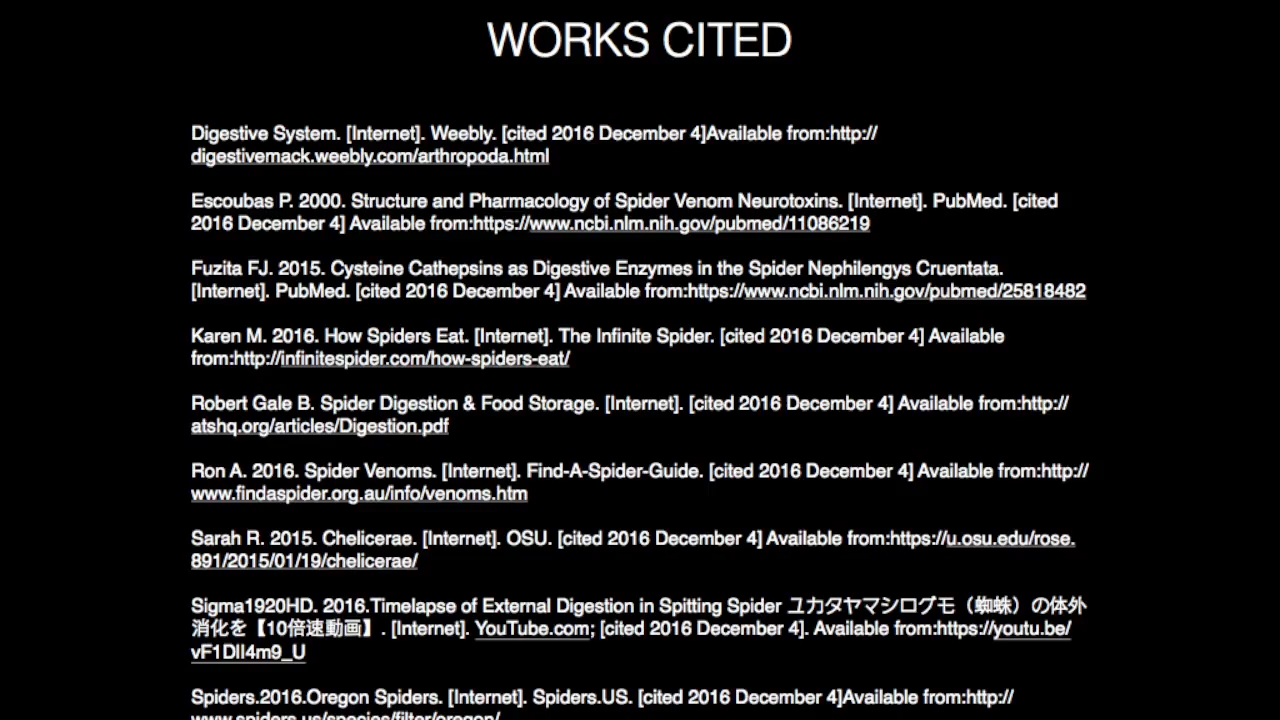 WORKS CITED
Digestive System. [Internet]. Weebly. [cited 2016 December 4]Available from:http://
digestivemack.weebly.com/arthropoda.html
Escoubas P. 2000. Structure and Pharmacology of Spider Venom Neurotoxins. [Internet]. PubMed. [cited
2016 December 4] Available from:https://www.ncbi.nlm.nih.gov/pubmed/11086219
Fuzita FJ. 2015. Cysteine Cathepsins as Digestive Enzymes in the Spider Nephilengys Cruentata.
[Internet]. PubMed. [cited 2016 December 4] Available from:https://www.ncbi.nlm.nih.gov/pubmed/25818482
Karen M. 2016. How Spiders Eat. [Internet]. The Infinite Spider. [cited 2016 December 4] Available
from:http://infinitespider.com/how-spiders-eat/
Robert Gale B. Spider Digestion & Food Storage. [Internet]. [cited 2016 December 4] Available from:http://
atshq.org/articles/Digestion.pdf
Ron A. 2016. Spider Venoms. [Internet]. Find-A-Spider-Guide. [cited 2016 December 4] Available from:http://
www.findaspider.org.au/info/venoms.htm
Sarah R. 2015. Chelicerae. [Internet]. OSU. [cited 2016 December 4] Available from:https://u.osu.edu/rose.
891/2015/01/19/chelicerae/
Sigma1920HD. 2016.Timelapse of External Digestion in Spitting Spider ユカタヤマシログモ（蜘蛛）の体外
消化を【10倍速動画】. [Internet]. YouTube.com; [cited 2016 December 4]. Available from:https://youtu.be/
vF1Dll4m9_U
Spiders.2016.Oregon Spiders. [Internet]. Spiders.US. [cited 2016 December 4]Available from:http://
www.spiders.us/species/filter/oregon/